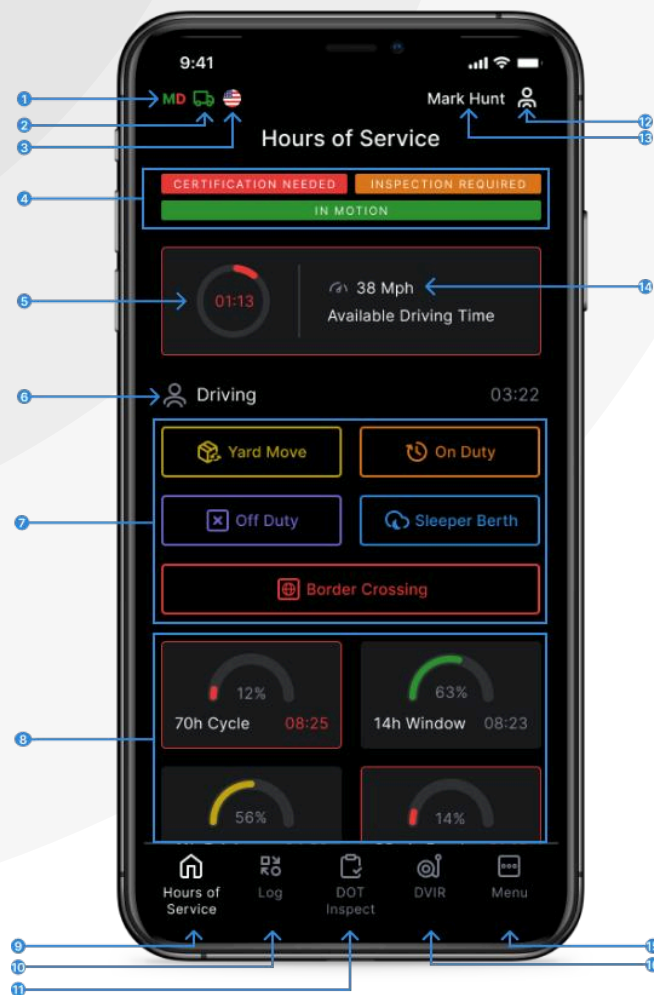 9:41
1
MD
2
3
Mark Hunt
12
13
Hours of Service
4
CERTIFICATION NEEDED INSPECTION REQUIRED
IN MOTION
5
01:13
38 Mph
14
Available Driving Time
6
Driving 03:22
7
Yard Move On Duty
Off Duty Sleeper Berth
Border Crossing
8
12% 63%
70h Cycle 08:25 14h Window 08:23
56% 14%
Hours of Service
Log
DOT Inspect
DVIR
Menu
9
10
11
15